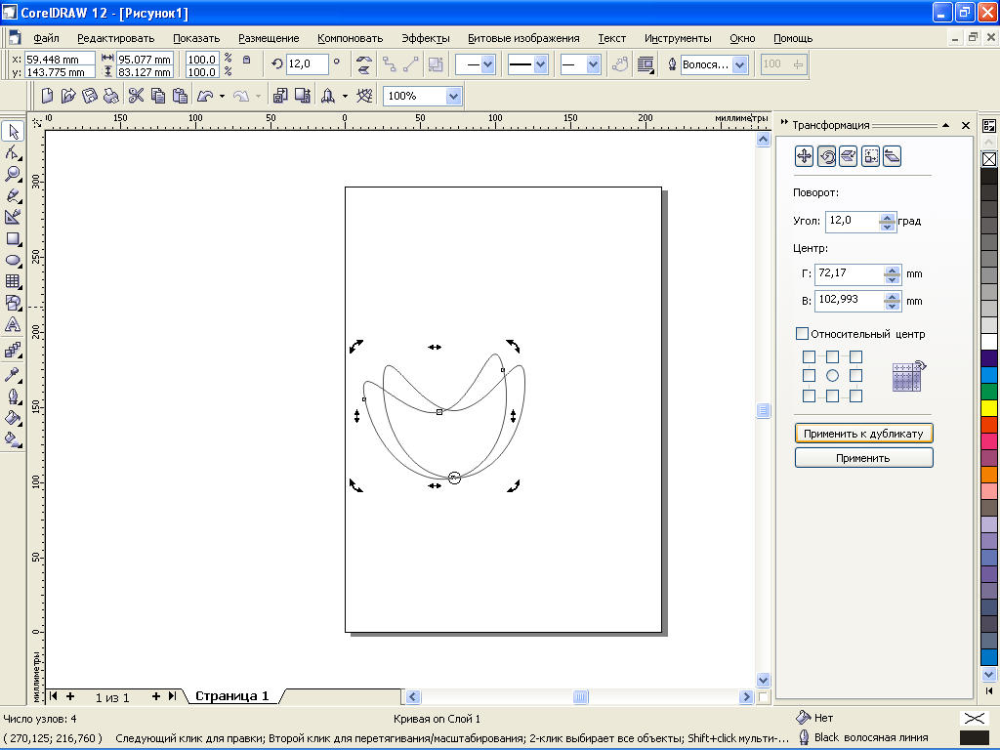 CorelDRAW 12 - [Рисунок1]
Файл Редактировать Показать Размещение Компоновать Эффекты Битовые изображения Текст Инструменты Окно Помощь
x: 59.448 mm 95.077 mm 100.0 % 12,0 ° Волося... 100
y: 143.775 mm 83.127 mm 100.0 %
100%
150 100 50 0 50 100 150 200 миллиметры
Трансформация
300
250
200
150
100
50
0
миллиметры
Поворот:
Угол: 12,0 град
Центр:
Г: 72,17 mm
В: 102,993 mm
Относительный центр
Применить к дубликату
Применить
1 из 1 Страница 1
Число узлов: 4 Кривая on Слой 1 Нет
( 270,125; 216,760 ) Следующий клик для правки; Второй клик для перетягивания/масштабирования; 2-клик выбирает все объекты; Shift+click мульти-... Black волосяная линия